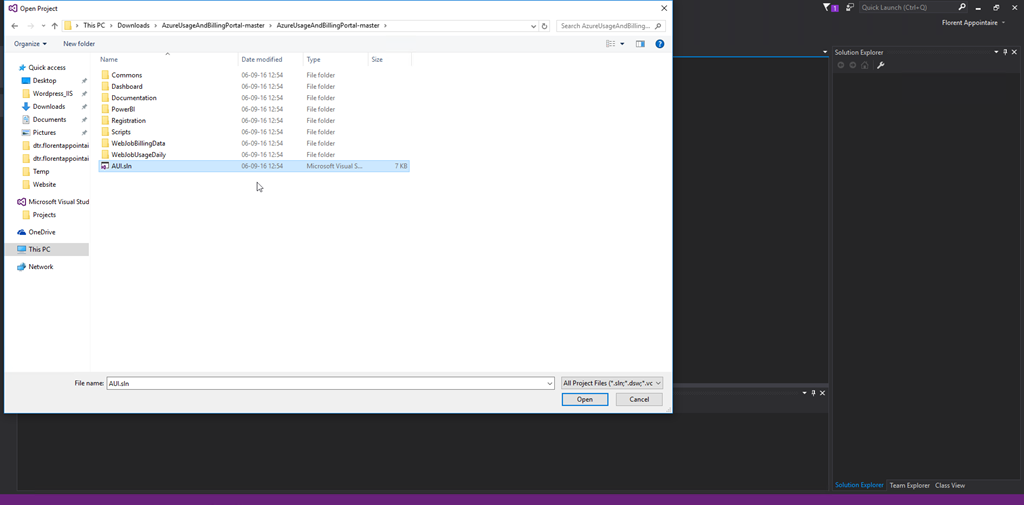 Open Project
1
Quick Launch (Ctrl+Q)
Florent Appointaire
This PC > Downloads > AzureUsageAndBillingPortal-master > AzureUsageAndBillingPortal-master >
Search AzureUsageAndBilling...
Organize
New folder
Solution Explorer
Name Date modified Type Size
Quick access
Desktop
Wordpress_IIS
Downloads
Documents
Pictures
dtr.florentappointai
dtr.florentappointai
Temp
Website
Microsoft Visual Stud
Projects
OneDrive
This PC
Network
Commons 06-09-16 12:54 File folder
Dashboard 06-09-16 12:54 File folder
Documentation 06-09-16 12:54 File folder
PowerBI 06-09-16 12:54 File folder
Registration 06-09-16 12:54 File folder
Scripts 06-09-16 12:54 File folder
WebJobBillingData 06-09-16 12:54 File folder
WebJobUsageDaily 06-09-16 12:54 File folder
AUI.sln 06-09-16 12:54 Microsoft Visual S... 7 KB
File name: AUI.sln
All Project Files (*.sln;*.dsw;*.vc
Open
Cancel
Solution Explorer Team Explorer Class View